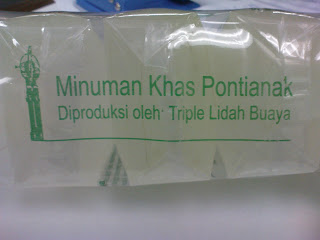 Minuman Khas Pontianak
Diproduksi oleh: Triple Lidah Buaya